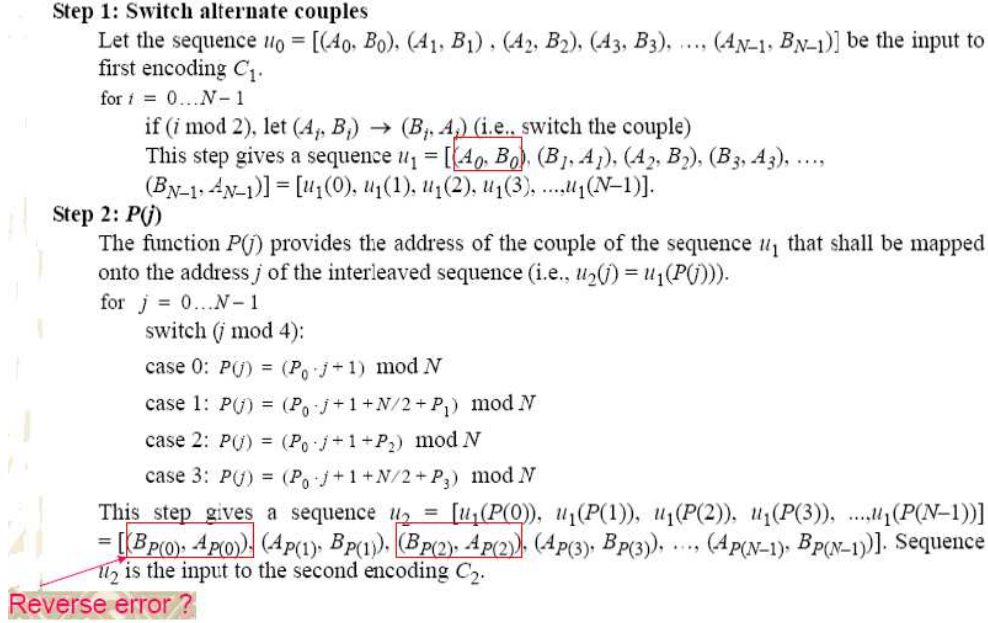 Step 1: Switch alternate couples
Let the sequence u0 = [(A0, B0), (A1, B1) , (A2, B2), (A3, B3), …, (AN–1, BN–1)] be the input to
first encoding C1.
for i = 0…N – 1
if (i mod 2), let (Ai, Bi) → (Bi, Ai) (i.e., switch the couple)
This step gives a sequence u1 = [(A0, B0), (B1, A1), (A2, B2), (B3, A3), …,
(BN–1, AN–1)] = [u1(0), u1(1), u1(2), u1(3), …,u1(N–1)].
Step 2: P(j)
The function P(j) provides the address of the couple of the sequence u1 that shall be mapped
onto the address j of the interleaved sequence (i.e., u2(j) = u1(P(j))).
for j = 0…N – 1
switch (j mod 4):
case 0: P(j) = (P0 · j + 1) mod N
case 1: P(j) = (P0 · j + 1 + N/2 + P1) mod N
case 2: P(j) = (P0 · j + 1 + P2) mod N
case 3: P(j) = (P0 · j + 1 + N/2 + P3) mod N
This step gives a sequence u2 = [u1(P(0)), u1(P(1)), u1(P(2)), u1(P(3)), …,u1(P(N–1))]
= [(BP(0), AP(0)), (AP(1), BP(1)), (BP(2), AP(2)), (AP(3), BP(3)), …, (AP(N–1), BP(N–1))]. Sequence
u2 is the input to the second encoding C2.
Reverse error ?